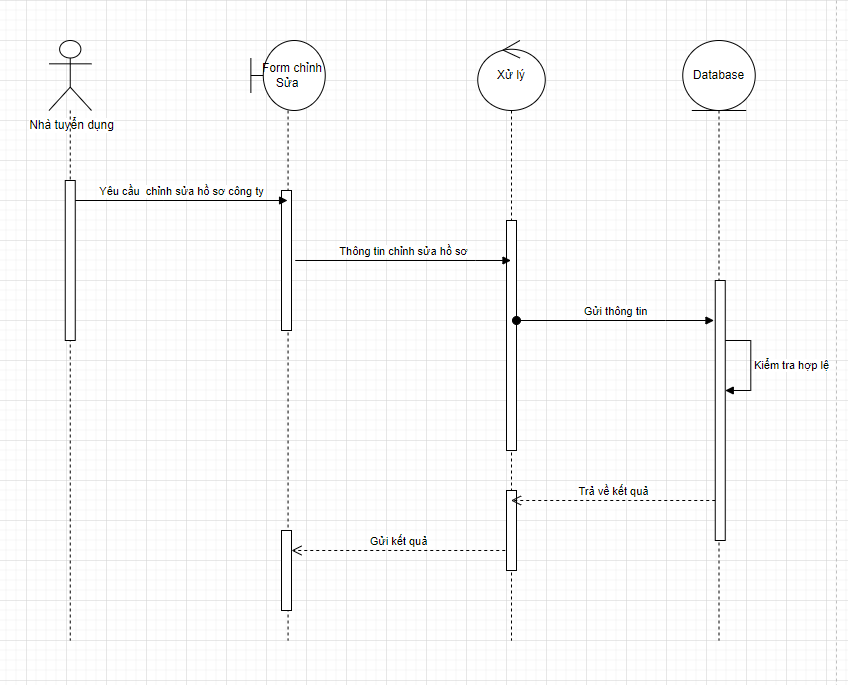 Form chỉnh
Sửa
Xử lý
Database
Nhà tuyển dụng
Yêu cầu chỉnh sửa hồ sơ công ty
Thông tin chỉnh sửa hồ sơ
Gửi thông tin
Kiểm tra hợp lệ
Trả về kết quả
Gửi kết quả